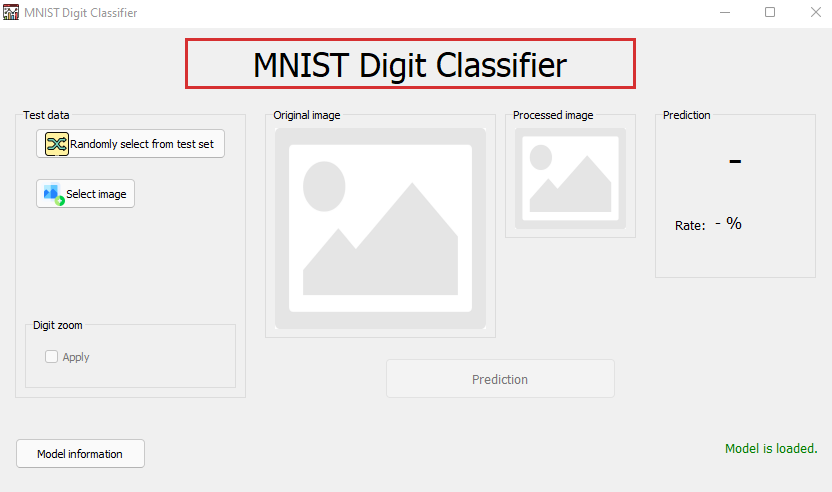 MNIST Digit Classifier
MNIST Digit Classifier
Test data
Randomly select from test set
Select image
Digit zoom
Apply
Original image
Processed image
Prediction
-
Rate: - %
Prediction
Model information
Model is loaded.